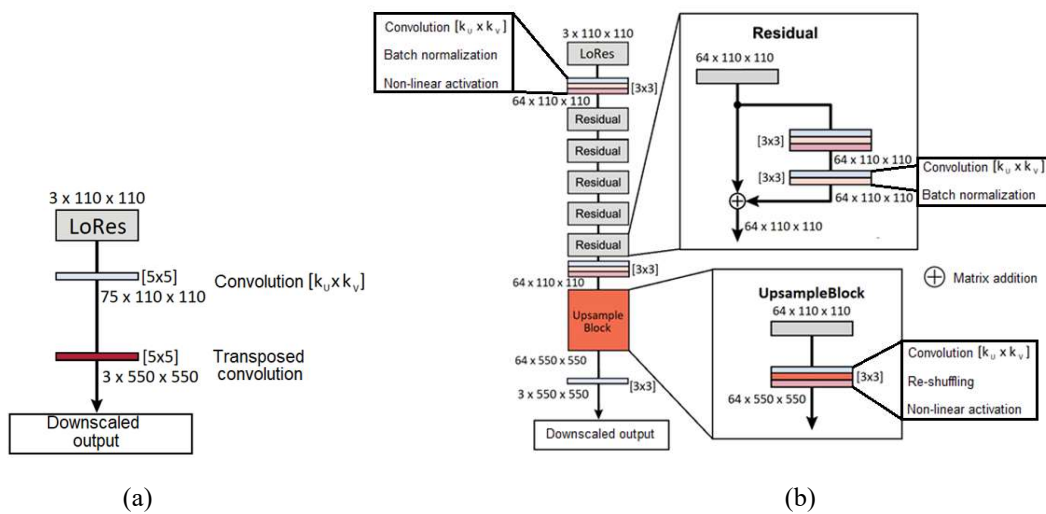 3 x 110 x 110
LoRes
[5x5]
Convolution [kᵤ x kᵥ]
75 x 110 x 110
[5x5]
Transposed
convolution
3 x 550 x 550
Downscaled
output
(a)
Convolution [kᵤ x kᵥ]
Batch normalization
Non-linear activation
3 x 110 x 110
LoRes
[3x3]
64 x 110 x 110
Residual
Residual
Residual
Residual
Residual
[3x3]
64 x 110 x 110
Upsample
Block
64 x 550 x 550
[3x3]
3 x 550 x 550
Downscaled output
Residual
64 x 110 x 110
[3x3]
64 x 110 x 110
[3x3]
64 x 110 x 110
64 x 110 x 110
Convolution [kᵤ x kᵥ]
Batch normalization
Matrix addition
UpsampleBlock
64 x 110 x 110
[3x3]
64 x 550 x 550
Convolution [kᵤ x kᵥ]
Re-shuffling
Non-linear activation
(b)